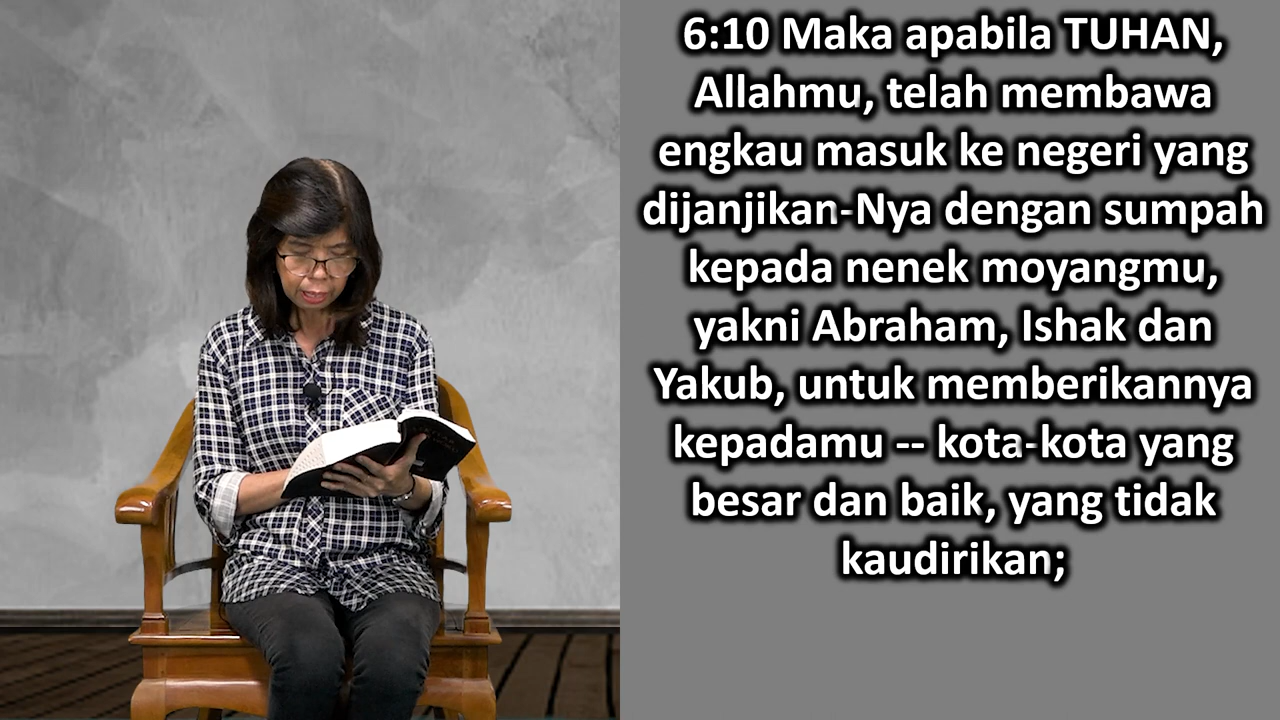 6:10 Maka apabila TUHAN,
Allahmu, telah membawa
engkau masuk ke negeri yang
dijanjikan-Nya dengan sumpah
kepada nenek moyangmu,
yakni Abraham, Ishak dan
Yakub, untuk memberikannya
kepadamu -- kota-kota yang
besar dan baik, yang tidak
kaudirikan;